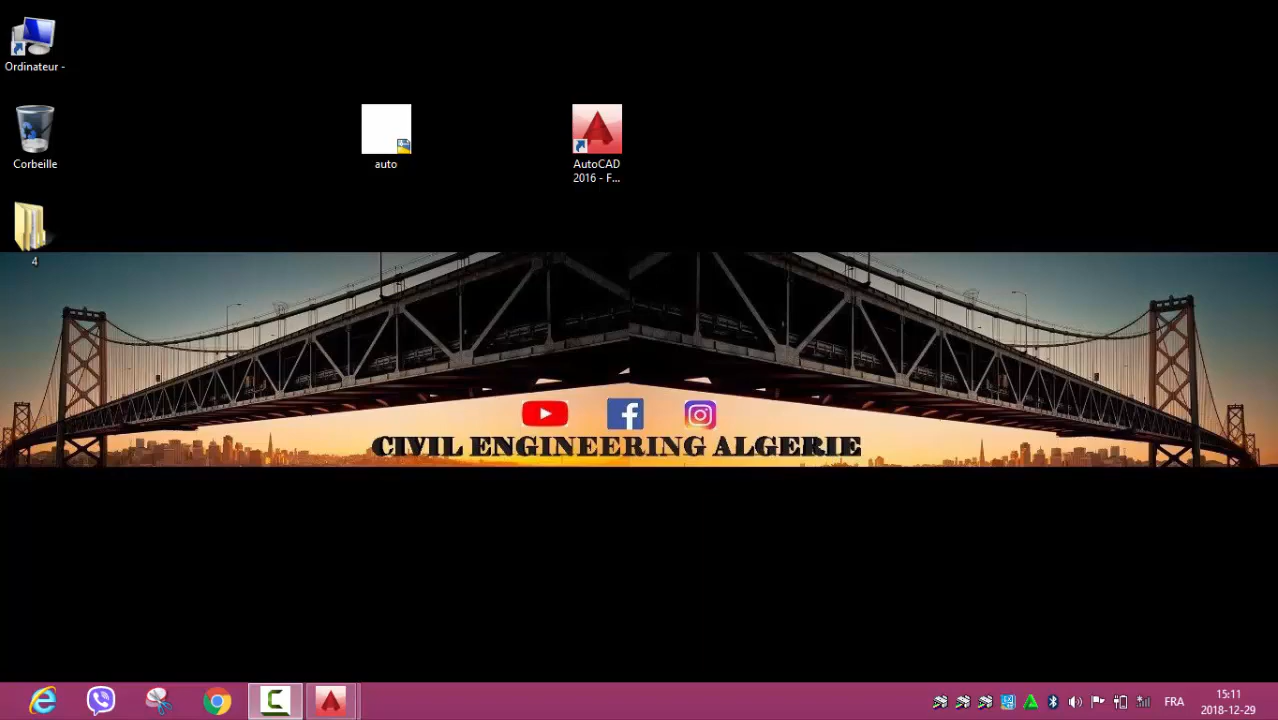 Ordinateur -
Corbeille
4
auto
AutoCAD
2016 - F...
CIVIL ENGINEERING ALGERIE
FRA
15:11
2018-12-29